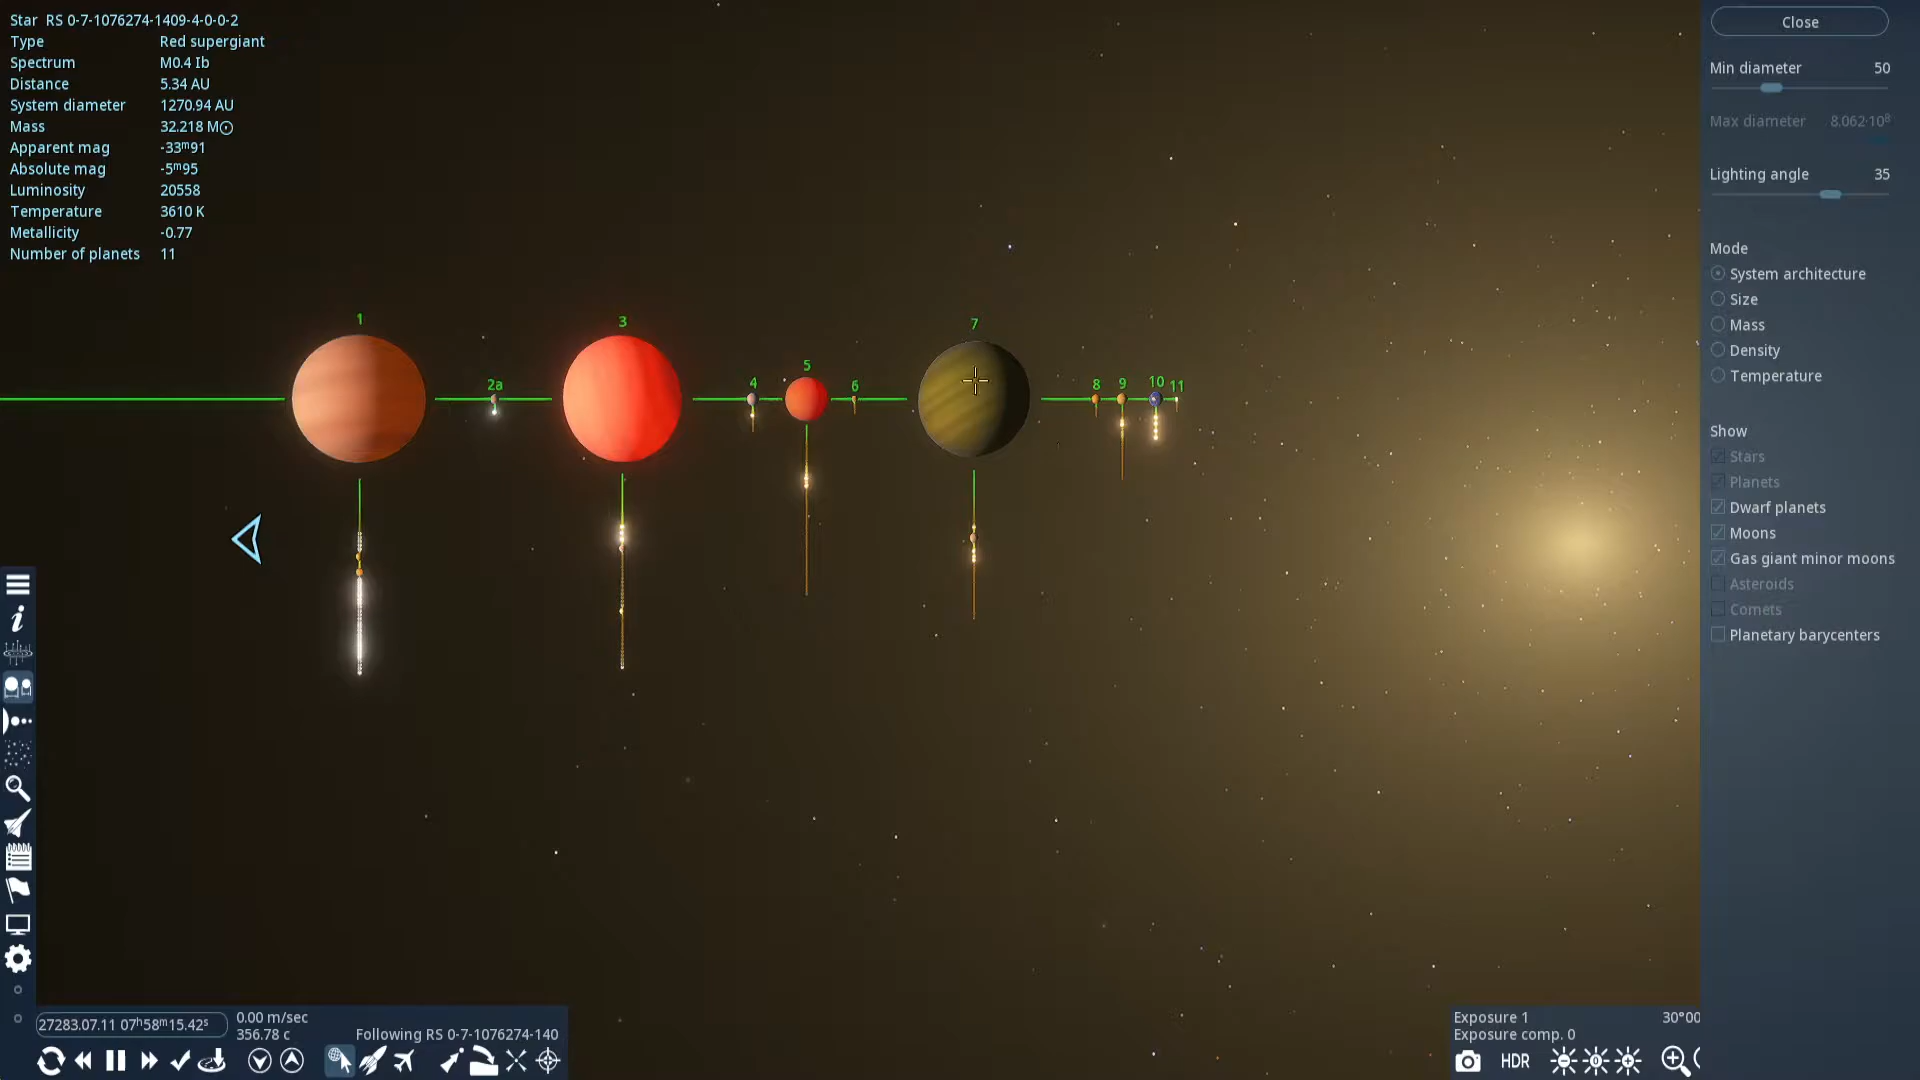 Star RS 0-7-1076274-1409-4-0-0-2
Type Red supergiant
Spectrum M0.4 Ib
Distance 5.34 AU
System diameter 1270.94 AU
Mass 32.218 M☉
Apparent mag -33ᵐ91
Absolute mag -5ᵐ95
Luminosity 20558
Temperature 3610 K
Metallicity -0.77
Number of planets 11
1
2a
3
4
5
6
7
8
9
10
11
Close
Min diameter 50
Max diameter 8.062·10⁸
Lighting angle 35
Mode
System architecture
Size
Mass
Density
Temperature
Show
Stars
Planets
Dwarf planets
Moons
Gas giant minor moons
Asteroids
Comets
Planetary barycenters
27283.07.11 07ʰ58ᵐ15.42ˢ
0.00 m/sec
356.78 c
Following RS 0-7-1076274-140
Exposure 1
30°00
Exposure comp. 0
HDR